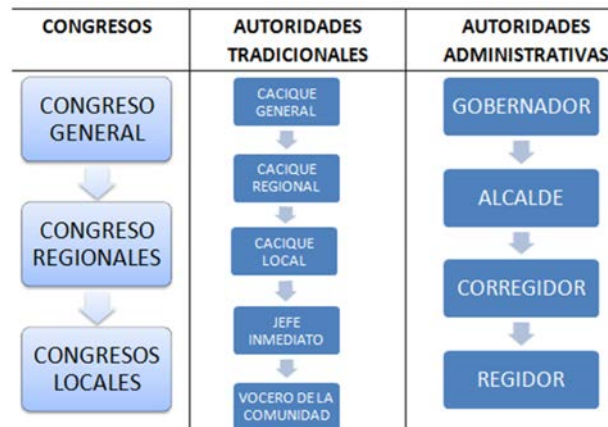 CONGRESOS
CONGRESO
GENERAL
CONGRESO
REGIONALES
CONGRESOS
LOCALES
AUTORIDADES
TRADICIONALES
CACIQUE
GENERAL
CACIQUE
REGIONAL
CACIQUE
LOCAL
JEFE
INMEDIATO
VOCERO DE LA
COMUNIDAD
AUTORIDADES
ADMINISTRATIVAS
GOBERNADOR
ALCALDE
CORREGIDOR
REGIDOR